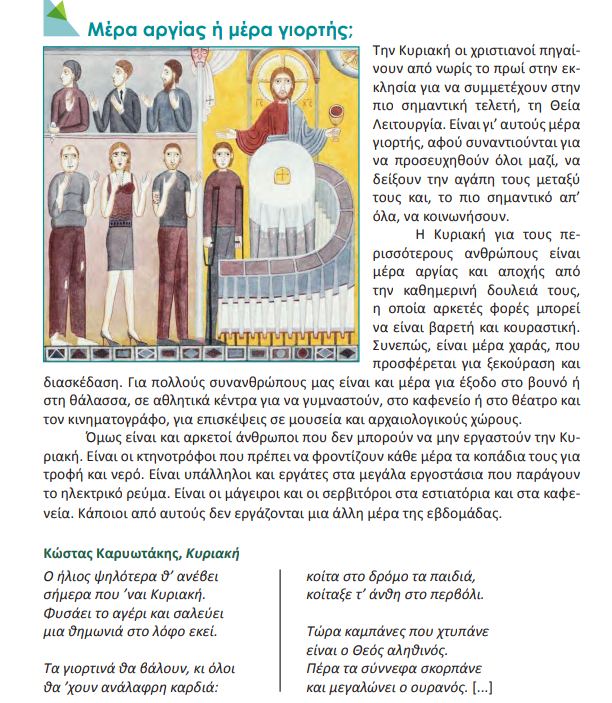 Μέρα αργίας ή μέρα γιορτής;
Την Κυριακή οι χριστιανοί πηγαί-
νουν από νωρίς το πρωί στην εκ-
κλησία για να συμμετέχουν στην
πιο σημαντική τελετή, τη Θεία
Λειτουργία. Είναι γι’ αυτούς μέρα
γιορτής, αφού συναντιούνται για
να προσευχηθούν όλοι μαζί, να
δείξουν την αγάπη τους μεταξύ
τους και, το πιο σημαντικό απ’
όλα, να κοινωνήσουν.
Η Κυριακή για τους πε-
ρισσότερους ανθρώπους είναι
μέρα αργίας και αποχής από
την καθημερινή δουλειά τους,
η οποία αρκετές φορές μπορεί
να είναι βαρετή και κουραστική.
Συνεπώς, είναι μέρα χαράς, που
προσφέρεται για ξεκούραση και
διασκέδαση. Για πολλούς συνανθρώπους μας είναι και μέρα για έξοδο στο βουνό ή
στη θάλασσα, σε αθλητικά κέντρα για να γυμναστούν, στο καφενείο ή στο θέατρο και
τον κινηματογράφο, για επισκέψεις σε μουσεία και αρχαιολογικούς χώρους.
Όμως είναι και αρκετοί άνθρωποι που δεν μπορούν να μην εργαστούν την Κυ-
ριακή. Είναι οι κτηνοτρόφοι που πρέπει να φροντίζουν κάθε μέρα τα κοπάδια τους για
τροφή και νερό. Είναι υπάλληλοι και εργάτες στα μεγάλα εργοστάσια που παράγουν
το ηλεκτρικό ρεύμα. Είναι οι μάγειροι και οι σερβιτόροι στα εστιατόρια και στα καφε-
νεία. Κάποιοι από αυτούς δεν εργάζονται μια άλλη μέρα της εβδομάδας.
Κώστας Καρυωτάκης, Κυριακή
Ο ήλιος ψηλότερα θ’ ανέβει
σήμερα που ’ναι Κυριακή.
Φυσάει το αγέρι και σαλεύει
μια θημωνιά στο λόφο εκεί.
Τα γιορτινά θα βάλουν, κι όλοι
θα ’χουν ανάλαφρη καρδιά:
κοίτα στο δρόμο τα παιδιά,
κοίταξε τ’ άνθη στο περβόλι.
Τώρα καμπάνες που χτυπάνε
είναι ο Θεός αληθινός.
Πέρα τα σύννεφα σκορπάνε
και μεγαλώνει ο ουρανός. [...]